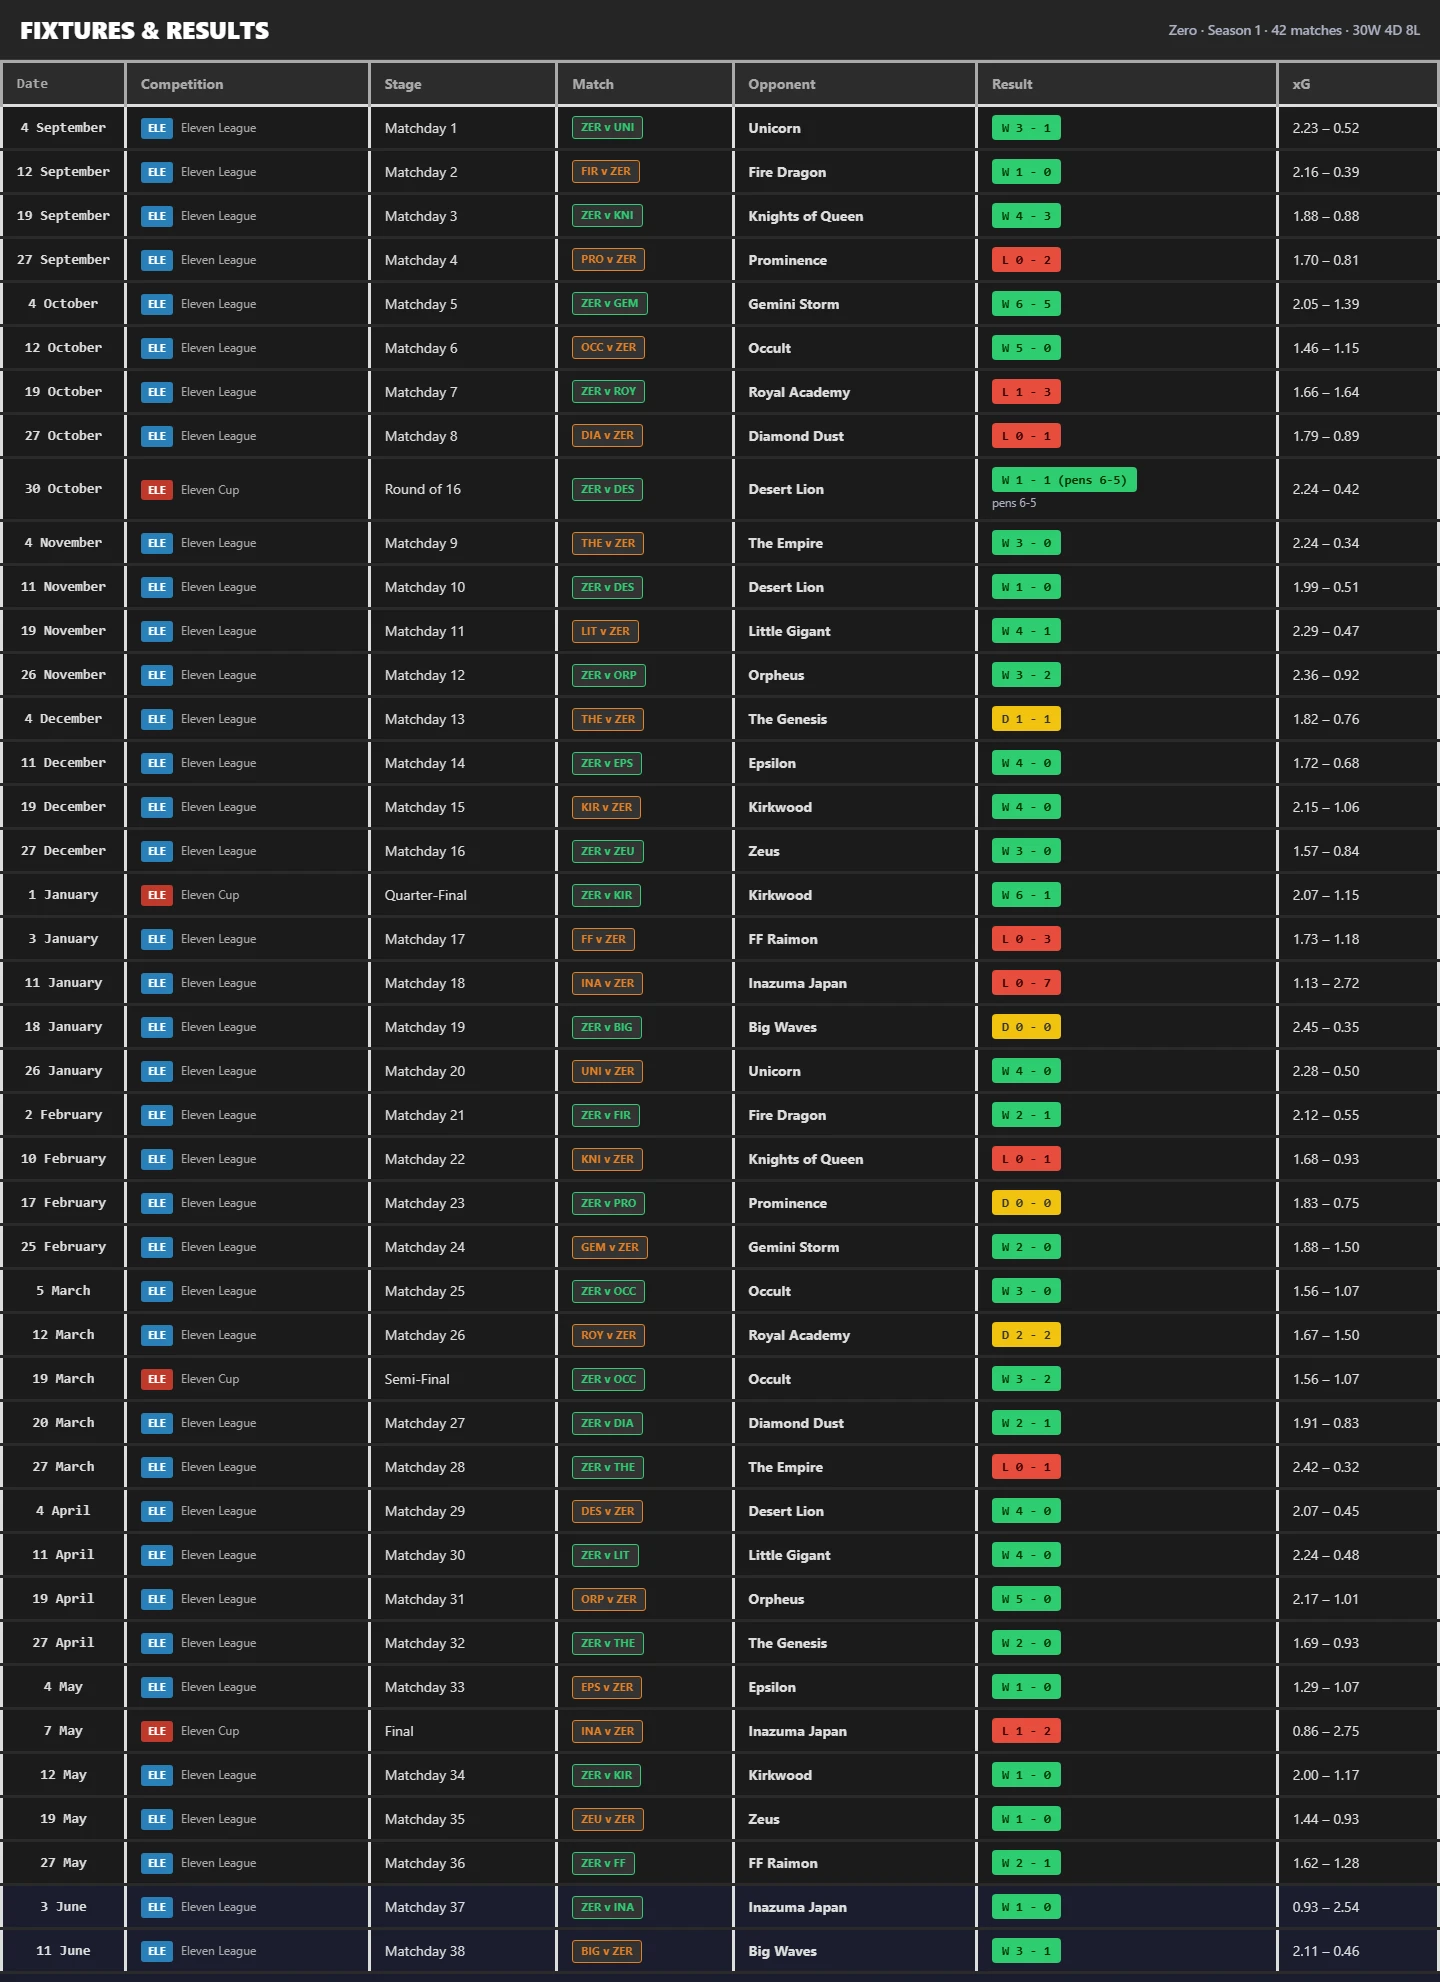 FIXTURES & RESULTS
Zero · Season 1 · 42 matches · 30W 4D 8L
Date Competition Stage Match Opponent Result xG
4 September ELE Eleven League Matchday 1 ZER v UNI Unicorn W 3 - 1 2.23 – 0.52
12 September ELE Eleven League Matchday 2 FIR v ZER Fire Dragon W 1 - 0 2.16 – 0.39
19 September ELE Eleven League Matchday 3 ZER v KNI Knights of Queen W 4 - 3 1.88 – 0.88
27 September ELE Eleven League Matchday 4 PRO v ZER Prominence L 0 - 2 1.70 – 0.81
4 October ELE Eleven League Matchday 5 ZER v GEM Gemini Storm W 6 - 5 2.05 – 1.39
12 October ELE Eleven League Matchday 6 OCC v ZER Occult W 5 - 0 1.46 – 1.15
19 October ELE Eleven League Matchday 7 ZER v ROY Royal Academy L 1 - 3 1.66 – 1.64
27 October ELE Eleven League Matchday 8 DIA v ZER Diamond Dust L 0 - 1 1.79 – 0.89
30 October ELE Eleven Cup Round of 16 ZER v DES Desert Lion W 1 - 1 (pens 6-5) 2.24 – 0.42
pens 6-5
4 November ELE Eleven League Matchday 9 THE v ZER The Empire W 3 - 0 2.24 – 0.34
11 November ELE Eleven League Matchday 10 ZER v DES Desert Lion W 1 - 0 1.99 – 0.51
19 November ELE Eleven League Matchday 11 LIT v ZER Little Gigant W 4 - 1 2.29 – 0.47
26 November ELE Eleven League Matchday 12 ZER v ORP Orpheus W 3 - 2 2.36 – 0.92
4 December ELE Eleven League Matchday 13 THE v ZER The Genesis D 1 - 1 1.82 – 0.76
11 December ELE Eleven League Matchday 14 ZER v EPS Epsilon W 4 - 0 1.72 – 0.68
19 December ELE Eleven League Matchday 15 KIR v ZER Kirkwood W 4 - 0 2.15 – 1.06
27 December ELE Eleven League Matchday 16 ZER v ZEU Zeus W 3 - 0 1.57 – 0.84
1 January ELE Eleven Cup Quarter-Final ZER v KIR Kirkwood W 6 - 1 2.07 – 1.15
3 January ELE Eleven League Matchday 17 FF v ZER FF Raimon L 0 - 3 1.73 – 1.18
11 January ELE Eleven League Matchday 18 INA v ZER Inazuma Japan L 0 - 7 1.13 – 2.72
18 January ELE Eleven League Matchday 19 ZER v BIG Big Waves D 0 - 0 2.45 – 0.35
26 January ELE Eleven League Matchday 20 UNI v ZER Unicorn W 4 - 0 2.28 – 0.50
2 February ELE Eleven League Matchday 21 ZER v FIR Fire Dragon W 2 - 1 2.12 – 0.55
10 February ELE Eleven League Matchday 22 KNI v ZER Knights of Queen L 0 - 1 1.68 – 0.93
17 February ELE Eleven League Matchday 23 ZER v PRO Prominence D 0 - 0 1.83 – 0.75
25 February ELE Eleven League Matchday 24 GEM v ZER Gemini Storm W 2 - 0 1.88 – 1.50
5 March ELE Eleven League Matchday 25 ZER v OCC Occult W 3 - 0 1.56 – 1.07
12 March ELE Eleven League Matchday 26 ROY v ZER Royal Academy D 2 - 2 1.67 – 1.50
19 March ELE Eleven Cup Semi-Final ZER v OCC Occult W 3 - 2 1.56 – 1.07
20 March ELE Eleven League Matchday 27 ZER v DIA Diamond Dust W 2 - 1 1.91 – 0.83
27 March ELE Eleven League Matchday 28 ZER v THE The Empire L 0 - 1 2.42 – 0.32
4 April ELE Eleven League Matchday 29 DES v ZER Desert Lion W 4 - 0 2.07 – 0.45
11 April ELE Eleven League Matchday 30 ZER v LIT Little Gigant W 4 - 0 2.24 – 0.48
19 April ELE Eleven League Matchday 31 ORP v ZER Orpheus W 5 - 0 2.17 – 1.01
27 April ELE Eleven League Matchday 32 ZER v THE The Genesis W 2 - 0 1.69 – 0.93
4 May ELE Eleven League Matchday 33 EPS v ZER Epsilon W 1 - 0 1.29 – 1.07
7 May ELE Eleven Cup Final INA v ZER Inazuma Japan L 1 - 2 0.86 – 2.75
12 May ELE Eleven League Matchday 34 ZER v KIR Kirkwood W 1 - 0 2.00 – 1.17
19 May ELE Eleven League Matchday 35 ZEU v ZER Zeus W 1 - 0 1.44 – 0.93
27 May ELE Eleven League Matchday 36 ZER v FF FF Raimon W 2 - 1 1.62 – 1.28
3 June ELE Eleven League Matchday 37 ZER v INA Inazuma Japan W 1 - 0 0.93 – 2.54
11 June ELE Eleven League Matchday 38 BIG v ZER Big Waves W 3 - 1 2.11 – 0.46